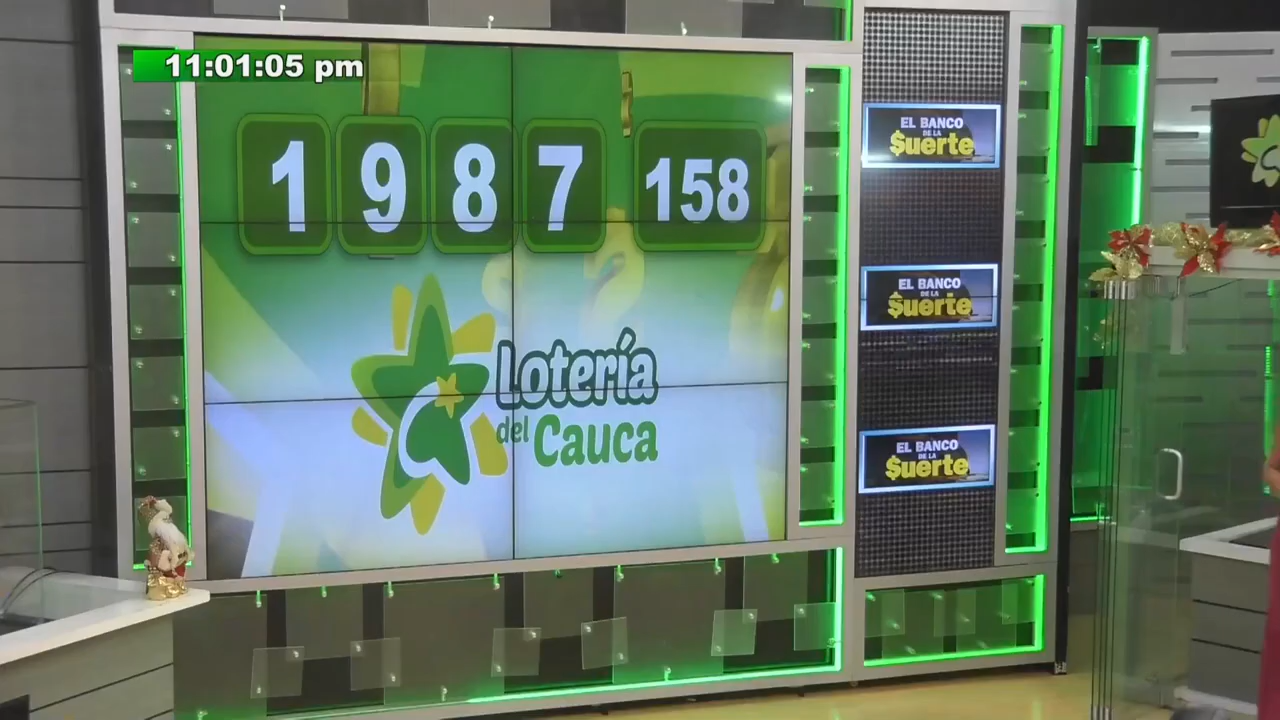 11:01:05 pm
1 9 8 7 158
Lotería
del Cauca
EL BANCO
DE LA
$uerte
EL BANCO
DE LA
$uerte
EL BANCO
DE LA
$uerte